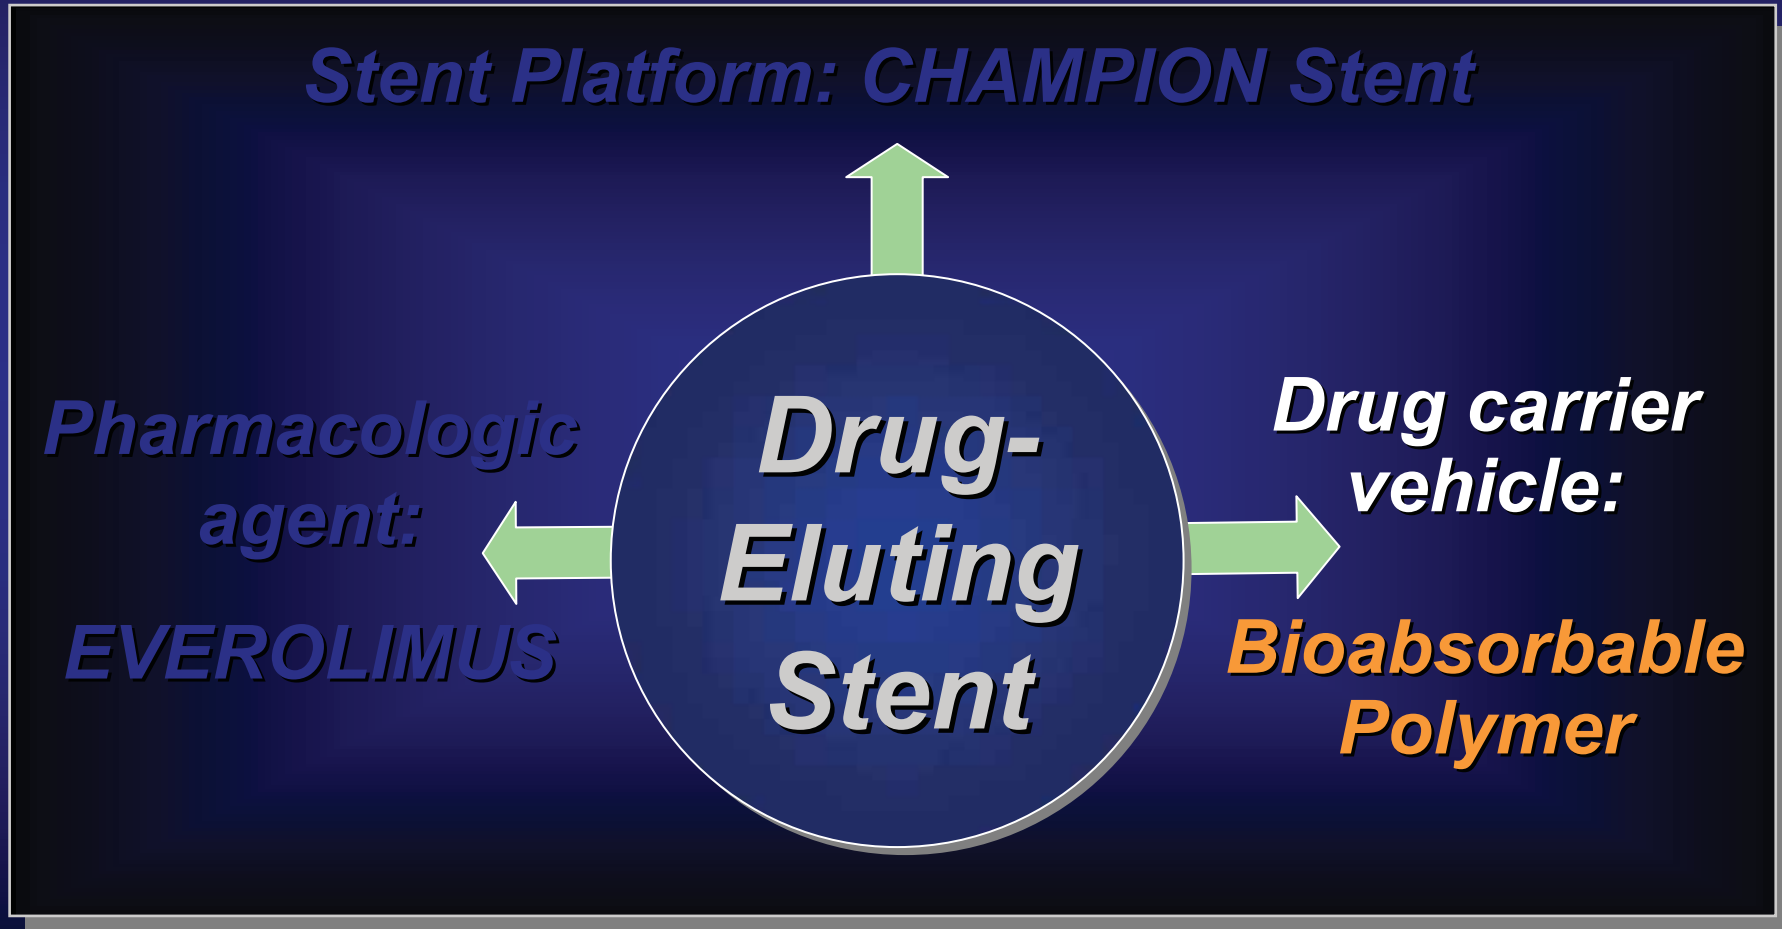 Stent Platform: CHAMPION Stent
Pharmacologic
agent:
EVEROLIMUS
Drug-
Eluting
Stent
Drug carrier
vehicle:
Bioabsorbable
Polymer